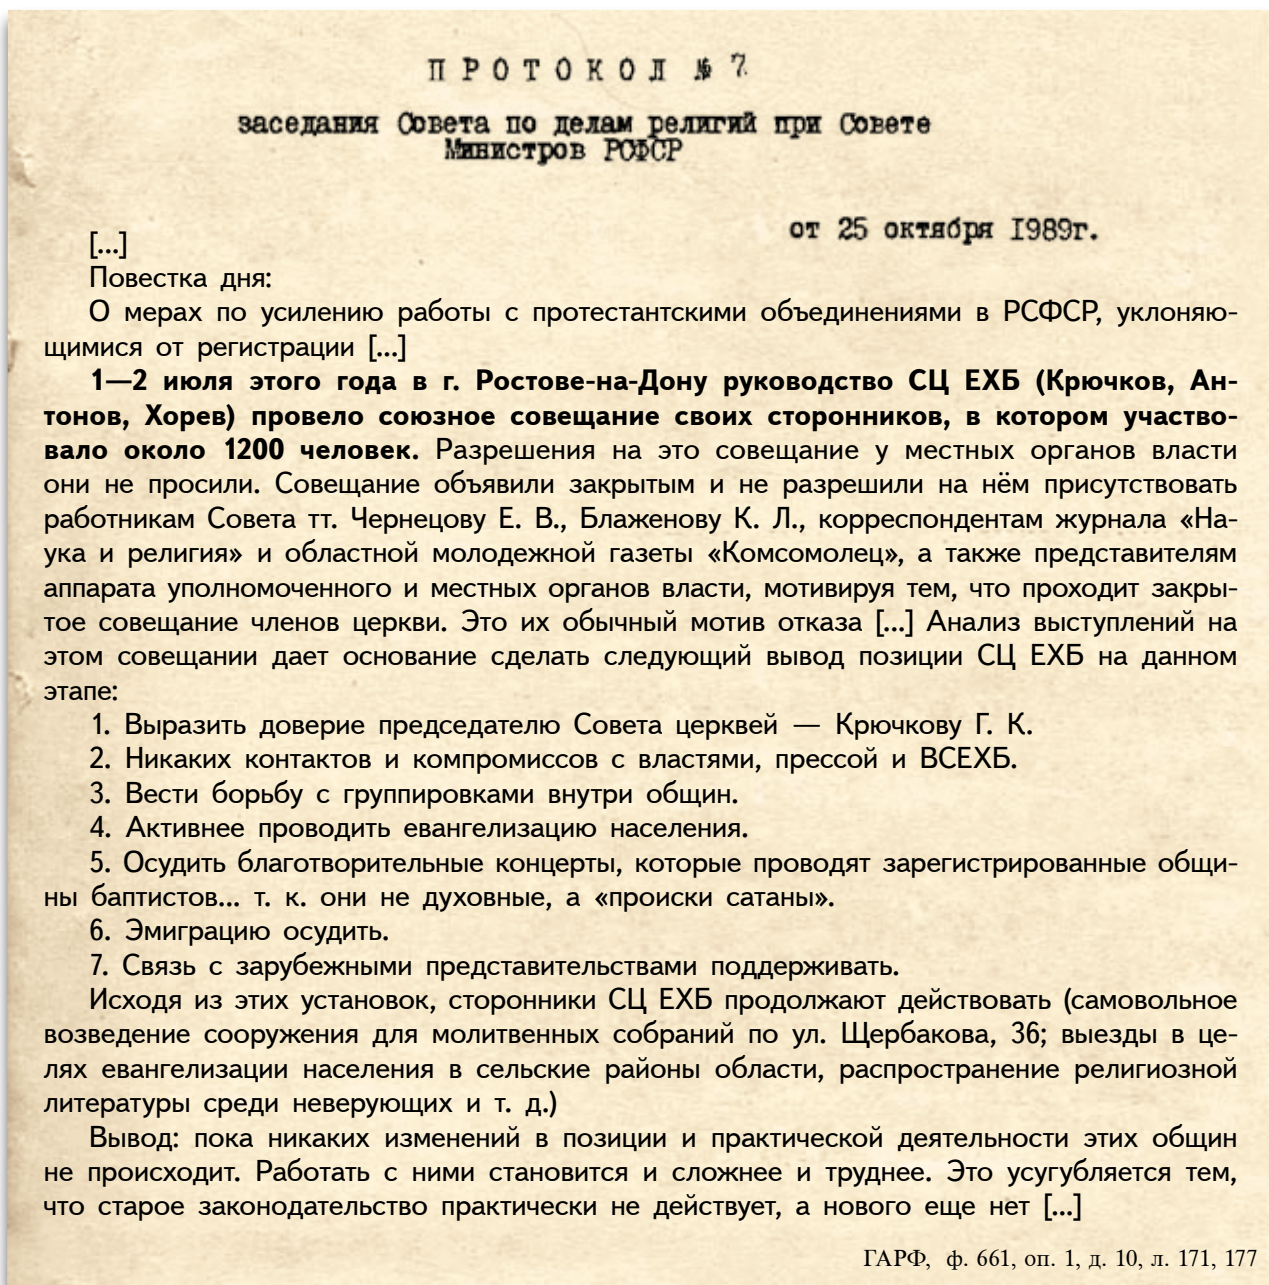 ПРОТОКОЛ № 7
заседания Совета по делам религий при Совете
Министров РСФСР
от 25 октября 1989г.
[...]
Повестка дня:
О мерах по усилению работы с протестантскими объединениями в РСФСР, уклоняю-
щимися от регистрации [...]
1—2 июля этого года в г. Ростове-на-Дону руководство СЦ ЕХБ (Крючков, Ан-
тонов, Хорев) провело союзное совещание своих сторонников, в котором участво-
вало около 1200 человек. Разрешения на это совещание у местных органов власти
они не просили. Совещание объявили закрытым и не разрешили на нём присутствовать
работникам Совета тт. Чернецову Е. В., Блаженову К. Л., корреспондентам журнала «На-
ука и религия» и областной молодежной газеты «Комсомолец», а также представителям
аппарата уполномоченного и местных органов власти, мотивируя тем, что проходит закры-
тое совещание членов церкви. Это их обычный мотив отказа [...] Анализ выступлений на
этом совещании дает основание сделать следующий вывод позиции СЦ ЕХБ на данном
этапе:
1. Выразить доверие председателю Совета церквей — Крючкову Г. К.
2. Никаких контактов и компромиссов с властями, прессой и ВСЕХБ.
3. Вести борьбу с группировками внутри общин.
4. Активнее проводить евангелизацию населения.
5. Осудить благотворительные концерты, которые проводят зарегистрированные общи-
ны баптистов... т. к. они не духовные, а «происки сатаны».
6. Эмиграцию осудить.
7. Связь с зарубежными представительствами поддерживать.
Исходя из этих установок, сторонники СЦ ЕХБ продолжают действовать (самовольное
возведение сооружения для молитвенных собраний по ул. Щербакова, 36; выезды в це-
лях евангелизации населения в сельские районы области, распространение религиозной
литературы среди неверующих и т. д.)
Вывод: пока никаких изменений в позиции и практической деятельности этих общин
не происходит. Работать с ними становится и сложнее и труднее. Это усугубляется тем,
что старое законодательство практически не действует, а нового еще нет [...]
ГАРФ, ф. 661, оп. 1, д. 10, л. 171, 177